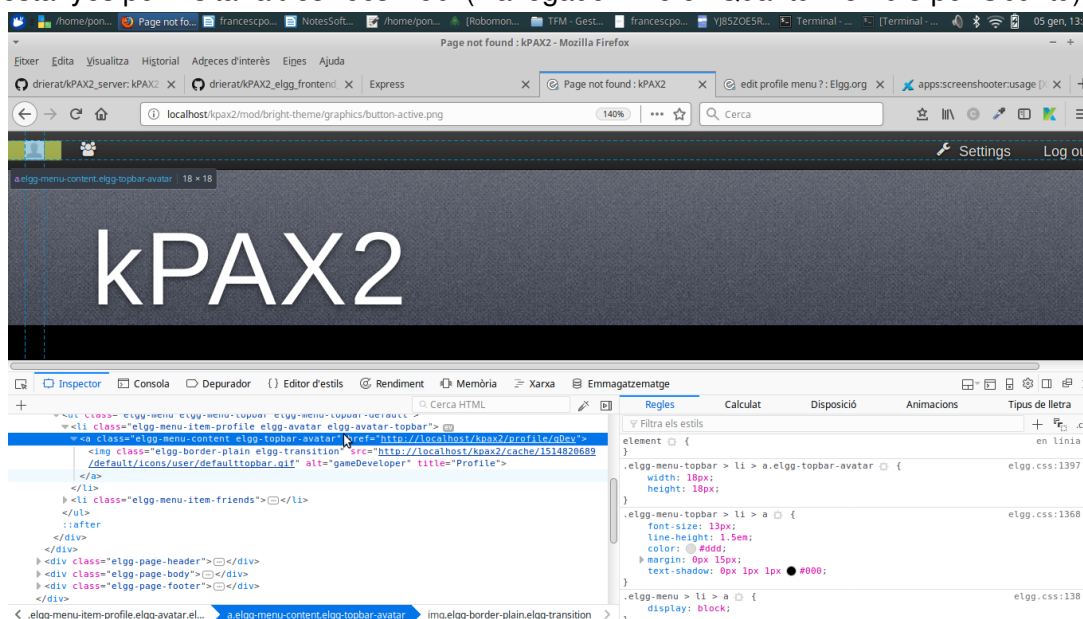 /home/pon... Page not fo... francescpo... NotesSoft... /home/pon... [Robomon... TFM - Gest... francescpo... YJ85ZOE5R... Terminal - ... [Terminal - ... 05 gen, 13:
Page not found : kPAX2 - Mozilla Firefox
Fitxer Edita Visualitza Historial Adreces d'interès Eines Ajuda
drierat/kPAX2_server: kPAX2 drierat/kPAX2_elgg_frontend Express Page not found : kPAX2 edit profile menu ? : Elgg.org apps:screenshooter:usage [X
localhost/kpax2/mod/bright-theme/graphics/button-active.png 140% Cerca
Settings Log ou
a.elgg-menu-content.elgg-topbar-avatar | 18 × 18
kPAX2
Inspector Consola Depurador {} Editor d'estils Rendiment Memòria Xarxa Emmagatzematge
+ Cerca HTML Regles Calculat Disposició Animacions Tipus de lletra
Filtra els estils + .c
<ul class="elgg-menu elgg-menu-topbar elgg-menu-topbar-default">
<li class="elgg-menu-item-profile elgg-avatar elgg-avatar-topbar">
<a class="elgg-menu-content elgg-topbar-avatar" href="http://localhost/kpax2/profile/gDev">
<img class="elgg-border-plain elgg-transition" src="http://localhost/kpax2/cache/1514820689
/default/icons/user/defaulttopbar.gif" alt="gameDeveloper" title="Profile">
</a>
</li>
<li class="elgg-menu-item-friends"></li>
</ul>
::after
</div>
</div>
<div class="elgg-page-header"></div>
<div class="elgg-page-body"></div>
<div class="elgg-page-footer"></div>
</div>
.elgg-menu-item-profile.elgg-avatar.el... a.elgg-menu-content.elgg-topbar-avatar img.elgg-border-plain.elgg-transition
element { en línia
}
.elgg-menu-topbar > li > a.elgg-topbar-avatar { elgg.css:1397
width: 18px;
height: 18px;
}
.elgg-menu-topbar > li > a { elgg.css:1368
font-size: 13px;
line-height: 1.5em;
color: #ddd;
margin: 0px 15px;
text-shadow: 0px 1px 1px #000;
}
.elgg-menu > li > a { elgg.css:138
display: block;